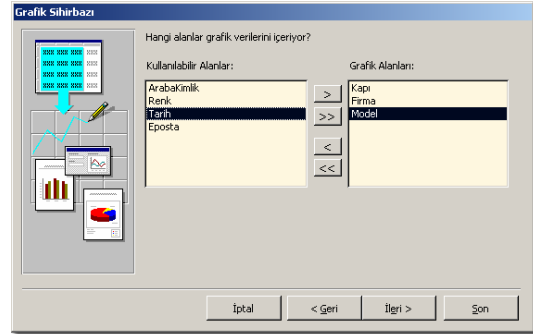 Grafik Sihirbazı
Hangi alanlar grafik verilerini içeriyor?
Kullanılabilir Alanlar:
Grafik Alanları:
ArabaKimlik
Renk
Tarih
Eposta
>
>>
<
<<
Kapı
Firma
Model
İptal
< Geri
İleri >
Son